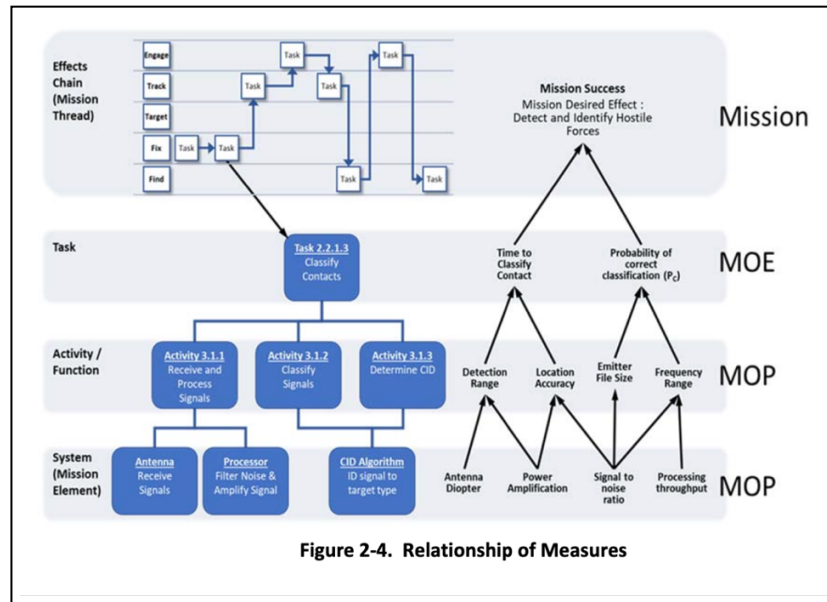 Effects
Chain
(Mission
Thread)
Engage
Track
Target
Fix
Find
Task
Task
Task
Task
Task
Task
Task
Task
Task
Mission Success
Mission Desired Effect :
Detect and Identify Hostile
Forces
Mission
Task
Task 2.2.1.3
Classify
Contacts
Time to
Classify
Contact
Probability of
correct
classification (PC)
MOE
Activity /
Function
Activity 3.1.1
Receive and
Process
Signals
Activity 3.1.2
Classify
Signals
Activity 3.1.3
Determine CID
Detection
Range
Location
Accuracy
Emitter
File Size
Frequency
Range
MOP
System
(Mission
Element)
Antenna
Receive
Signals
Processor
Filter Noise &
Amplify Signal
CID Algorithm
ID signal to
target type
Antenna
Diopter
Power
Amplification
Signal to
noise
ratio
Processing
throughput
MOP
Figure 2-4. Relationship of Measures